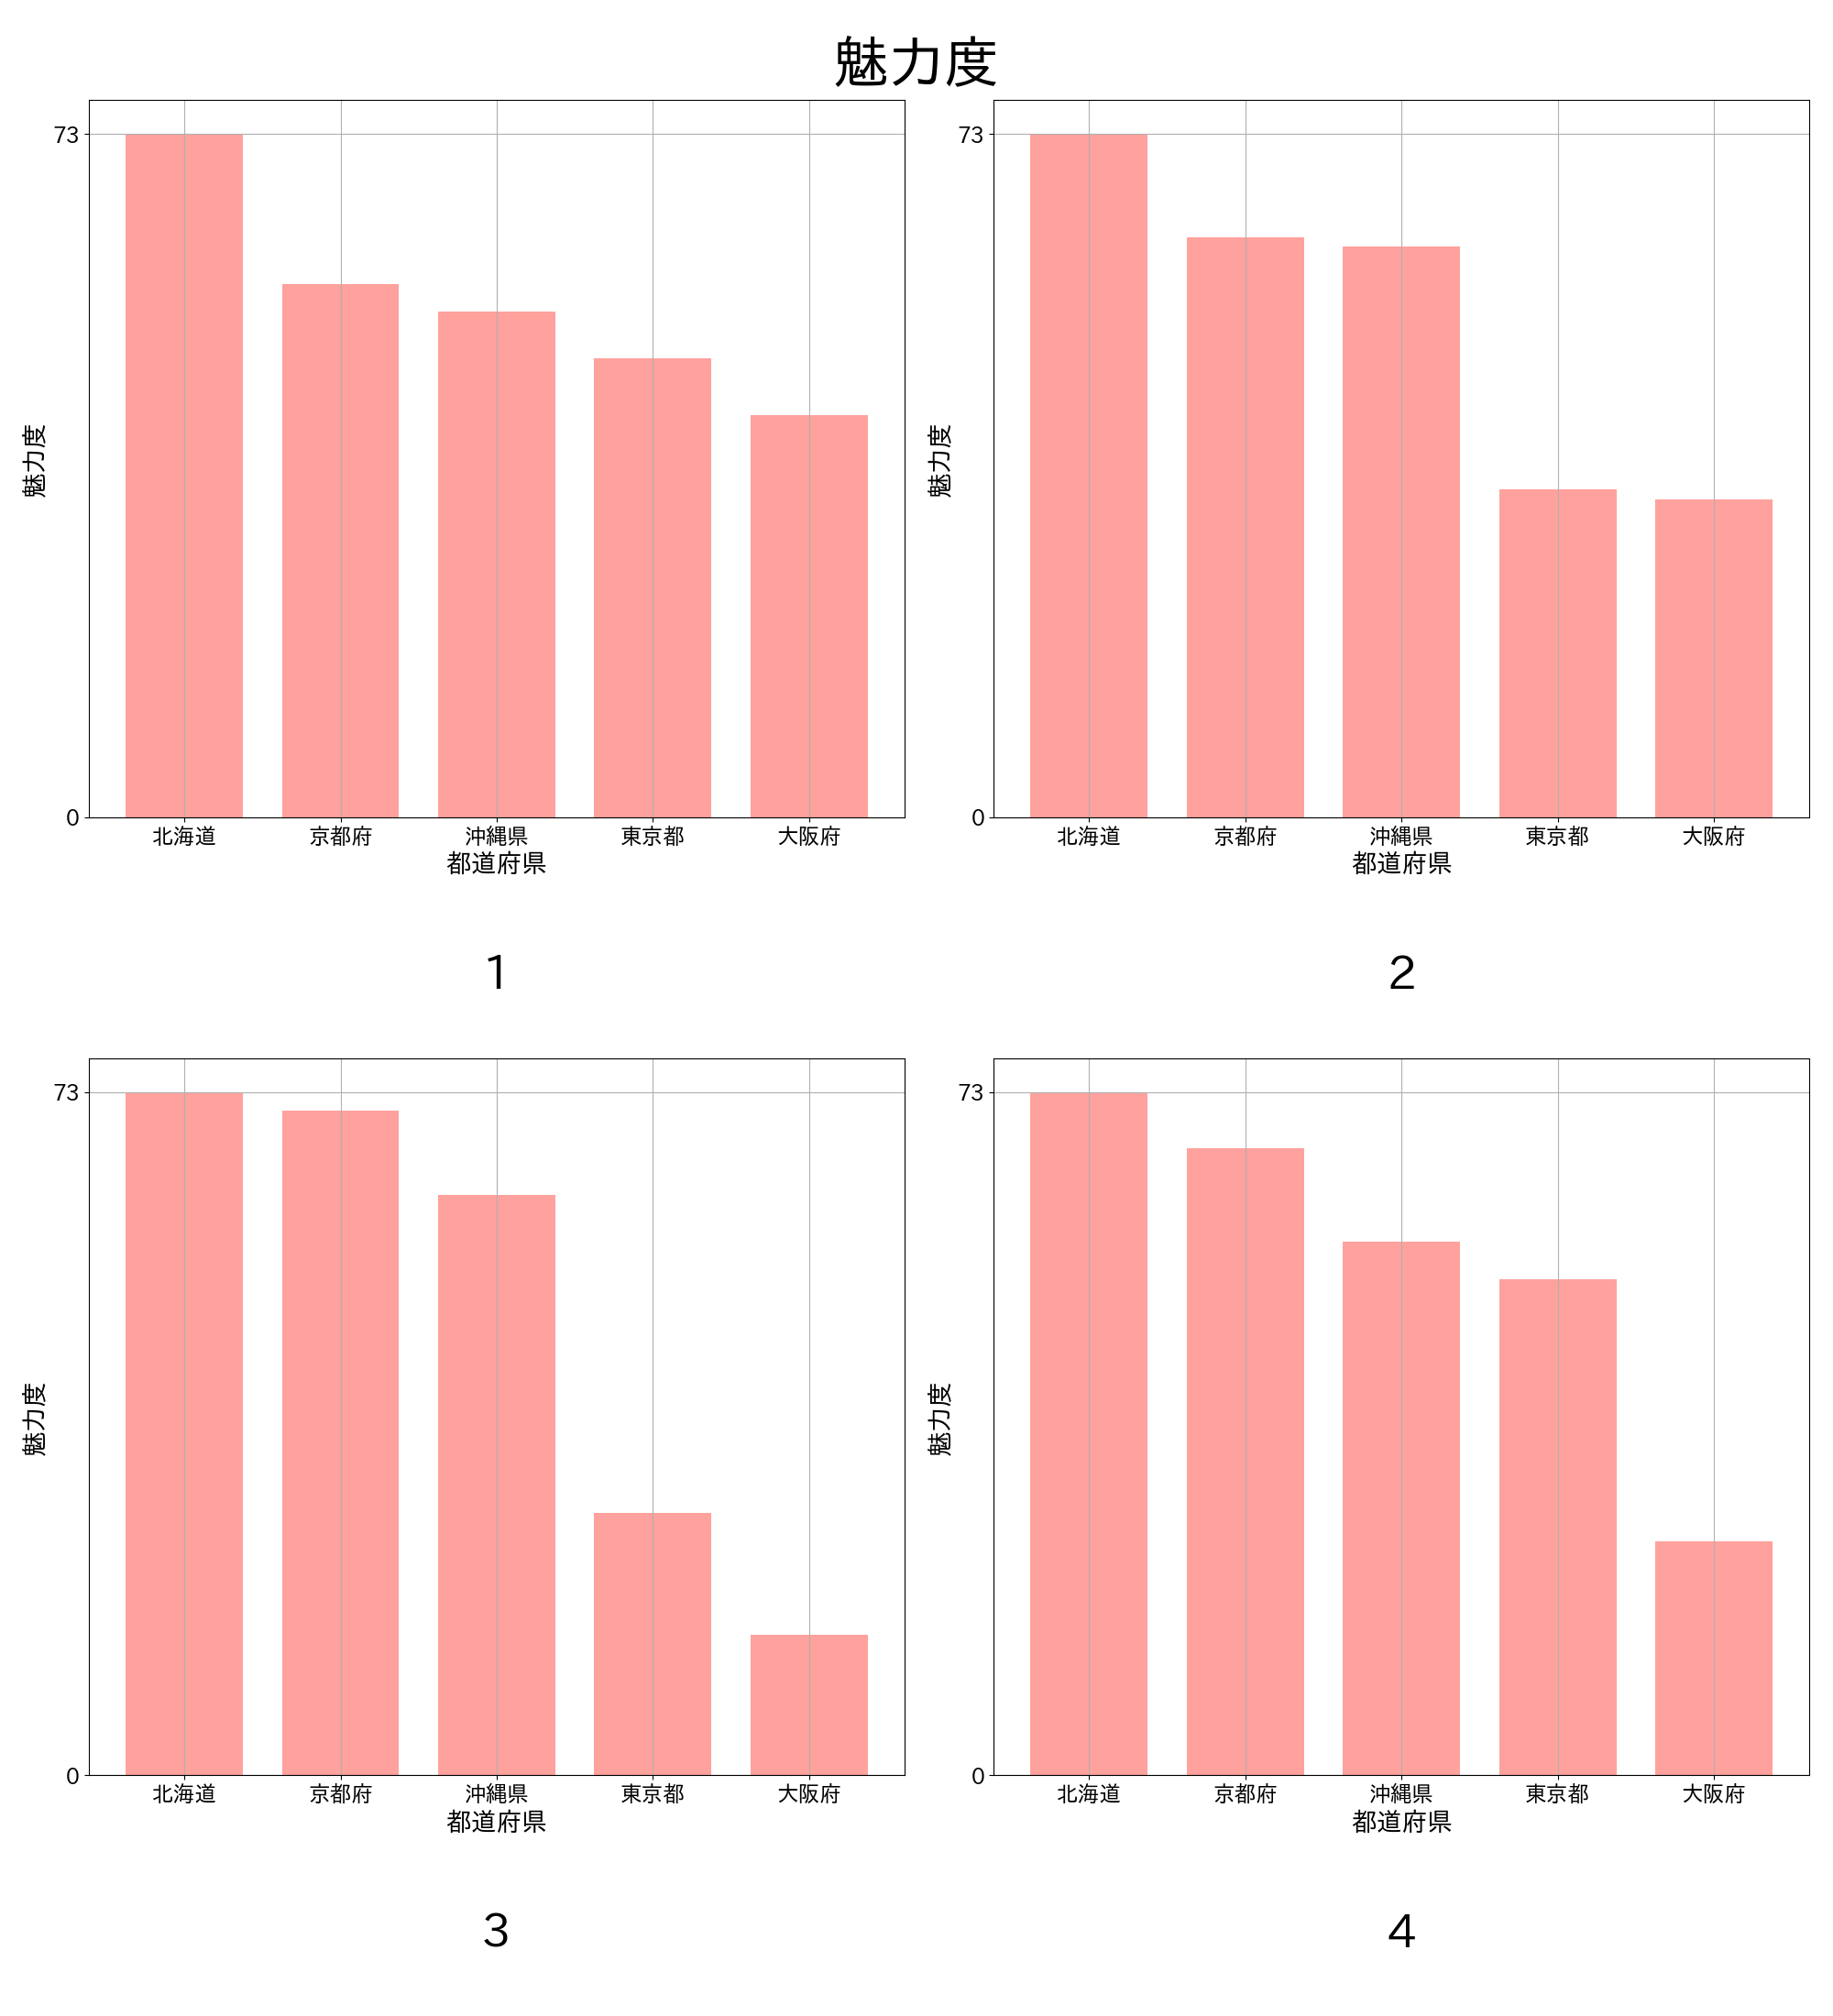 魅力度
73
0
魅力度
北海道 京都府 沖縄県 東京都 大阪府
都道府県
1
73
0
魅力度
北海道 京都府 沖縄県 東京都 大阪府
都道府県
2
73
0
魅力度
北海道 京都府 沖縄県 東京都 大阪府
都道府県
3
73
0
魅力度
北海道 京都府 沖縄県 東京都 大阪府
都道府県
4